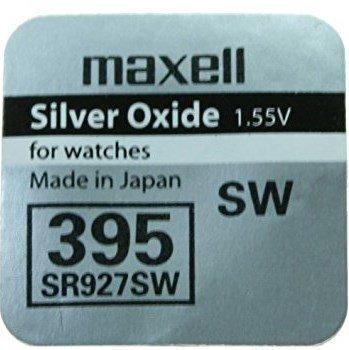 maxell
Silver Oxide 1.55V
for watches
Made in Japan
SW
395
SR927SW